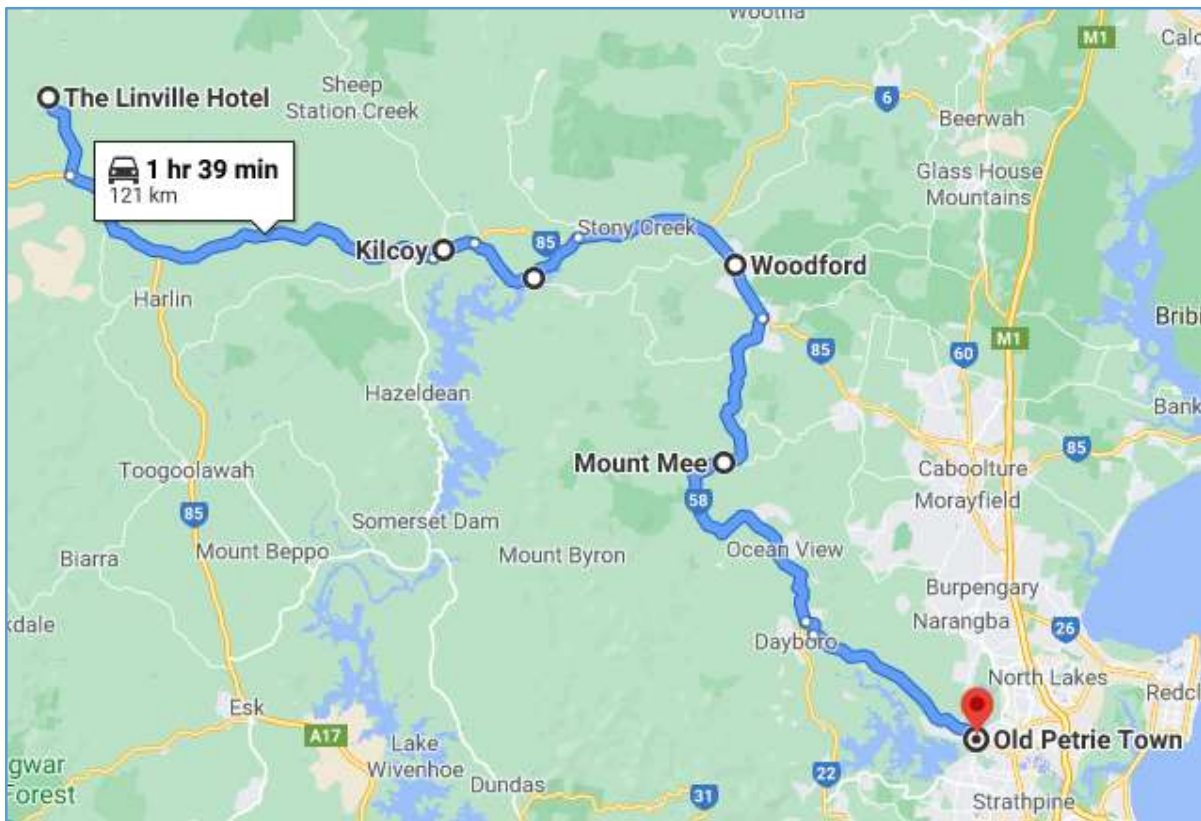 Wootha
M1
Calo
The Linville Hotel
Sheep
Station Creek
6
Beerwah
1 hr 39 min
121 km
Glass House
Mountains
Stony Creek
85
Kilcoy
Woodford
Harlin
M1
Bribi
85
60
Hazeldean
Bank
Mount Mee
85
Toogoolawah
Caboolture
58
Morayfield
85
Somerset Dam
Biarra
Mount Beppo
Mount Byron
Ocean View
Burpengary
kdale
Narangba
26
Dayboro
North Lakes
Redcl
Esk
A17
Old Petrie Town
Lake
Wivenhoe
gwar
Forest
Dundas
22
31
Strathpine